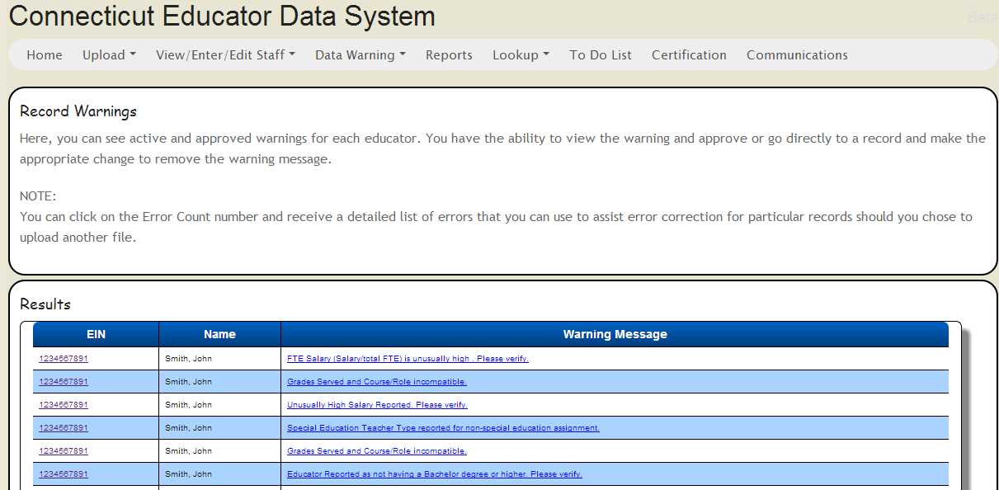 Connecticut Educator Data System
Beta
Home Upload View/Enter/Edit Staff Data Warning Reports Lookup To Do List Certification Communications
Record Warnings
Here, you can see active and approved warnings for each educator. You have the ability to view the warning and approve or go directly to a record and make the
appropriate change to remove the warning message.
NOTE:
You can click on the Error Count number and receive a detailed list of errors that you can use to assist error correction for particular records should you chose to
upload another file.
Results
EIN Name Warning Message
1234567891 Smith, John FTE Salary (Salary/total FTE) is unusually high . Please verify.
1234567891 Smith, John Grades Served and Course/Role incompatible.
1234567891 Smith, John Unusually High Salary Reported. Please verify.
1234567891 Smith, John Special Education Teacher Type reported for non-special education assignment.
1234567891 Smith, John Grades Served and Course/Role incompatible.
1234567891 Smith, John Educator Reported as not having a Bachelor degree or higher. Please verify.